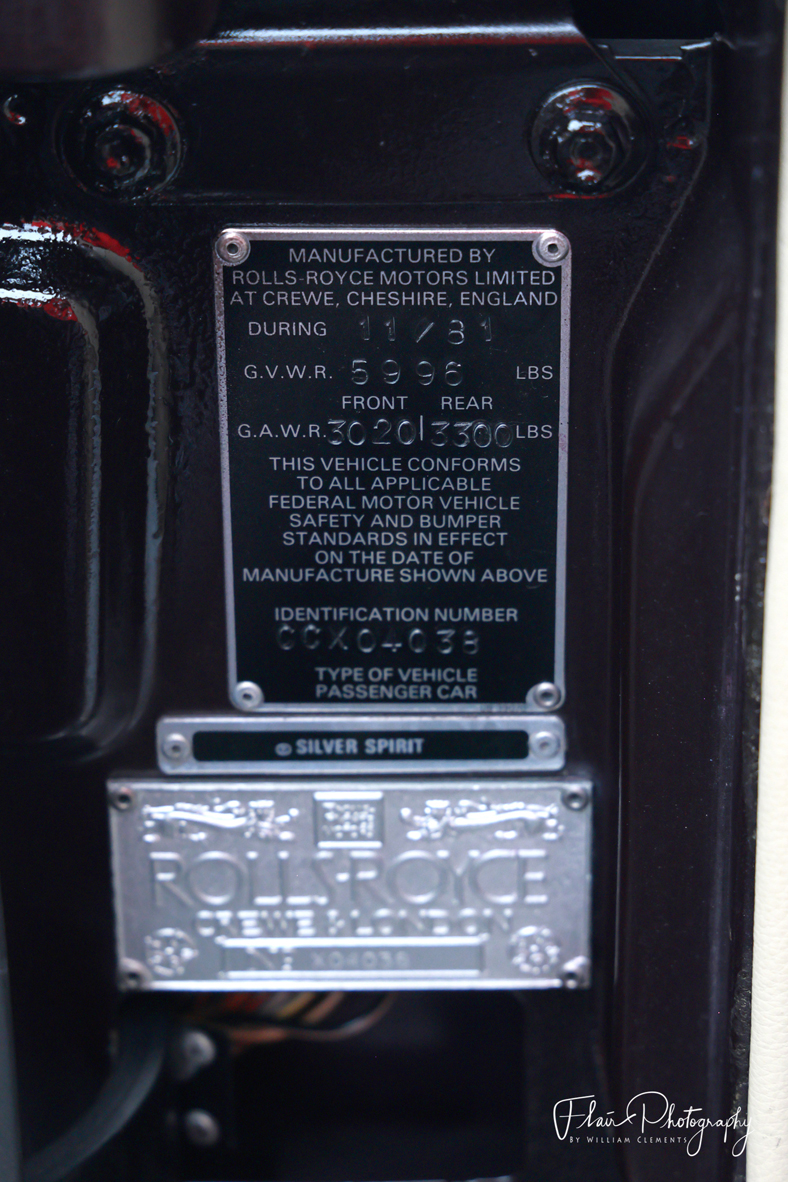 MANUFACTURED BY
ROLLS-ROYCE MOTORS LIMITED
AT CREWE, CHESHIRE, ENGLAND
DURING 11/81
G.V.W.R. 5996 LBS
FRONT REAR
G.A.W.R. 3020|3300 LBS
THIS VEHICLE CONFORMS
TO ALL APPLICABLE
FEDERAL MOTOR VEHICLE
SAFETY AND BUMPER
STANDARDS IN EFFECT
ON THE DATE OF
MANUFACTURE SHOWN ABOVE
IDENTIFICATION NUMBER
CCX04038
TYPE OF VEHICLE
PASSENGER CAR
SILVER SPIRIT
ROLLS-ROYCE
CREWE & LONDON
No X04038
Flair Photography
BY WILLIAM CLEMENTS